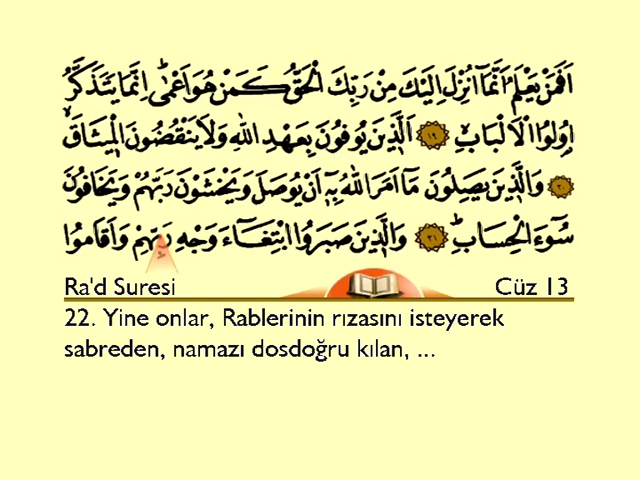 اَفَمَنْ يَعْلَمُ اَنَّمَٓا اُنْزِلَ اِلَيْكَ مِنْ رَبِّكَ الْحَقُّ كَمَنْ هُوَ اَعْمٰىۜ اِنَّمَا يَتَذَكَّرُ
اُو۬لُوا الْاَلْبَابِۙ ﴿١٩﴾ اَلَّذ۪ينَ يُوفُونَ بِعَهْدِ اللّٰهِ وَلَا يَنْقُضُونَ الْم۪يثَاقَۙ
﴿٢٠﴾ وَالَّذ۪ينَ يَصِلُونَ مَٓا اَمَرَ اللّٰهُ بِه۪ٓ اَنْ يُوصَلَ وَيَخْشَوْنَ رَبَّهُمْ وَيَخَافُونَ
سُٓوءَ الْحِسَابِۜ ﴿٢١﴾ وَالَّذ۪ينَ صَبَرُوا ابْتِغَٓاءَ وَجْهِ رَبِّهِمْ وَاَقَامُوا
Ra'd Suresi Cüz 13
22. Yine onlar, Rablerinin rızasını isteyerek
sabreden, namazı dosdoğru kılan, ...